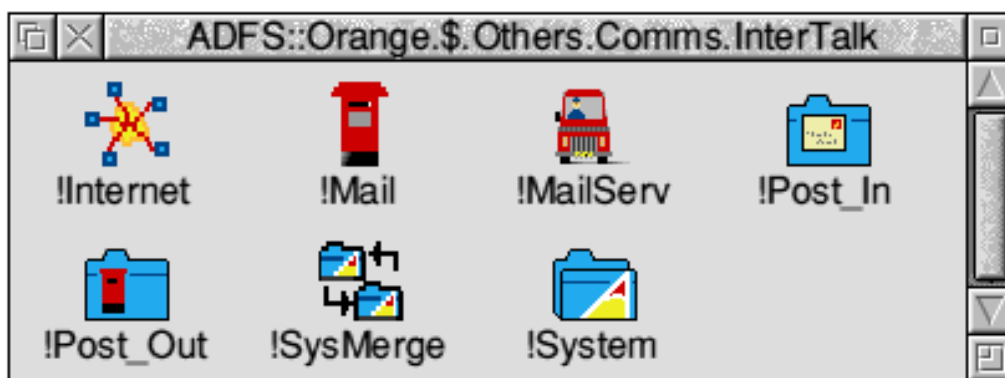 ADFS::Orange.$.Others.Comms.InterTalk
!Internet !Mail !MailServ !Post_In
!Post_Out !SysMerge !System